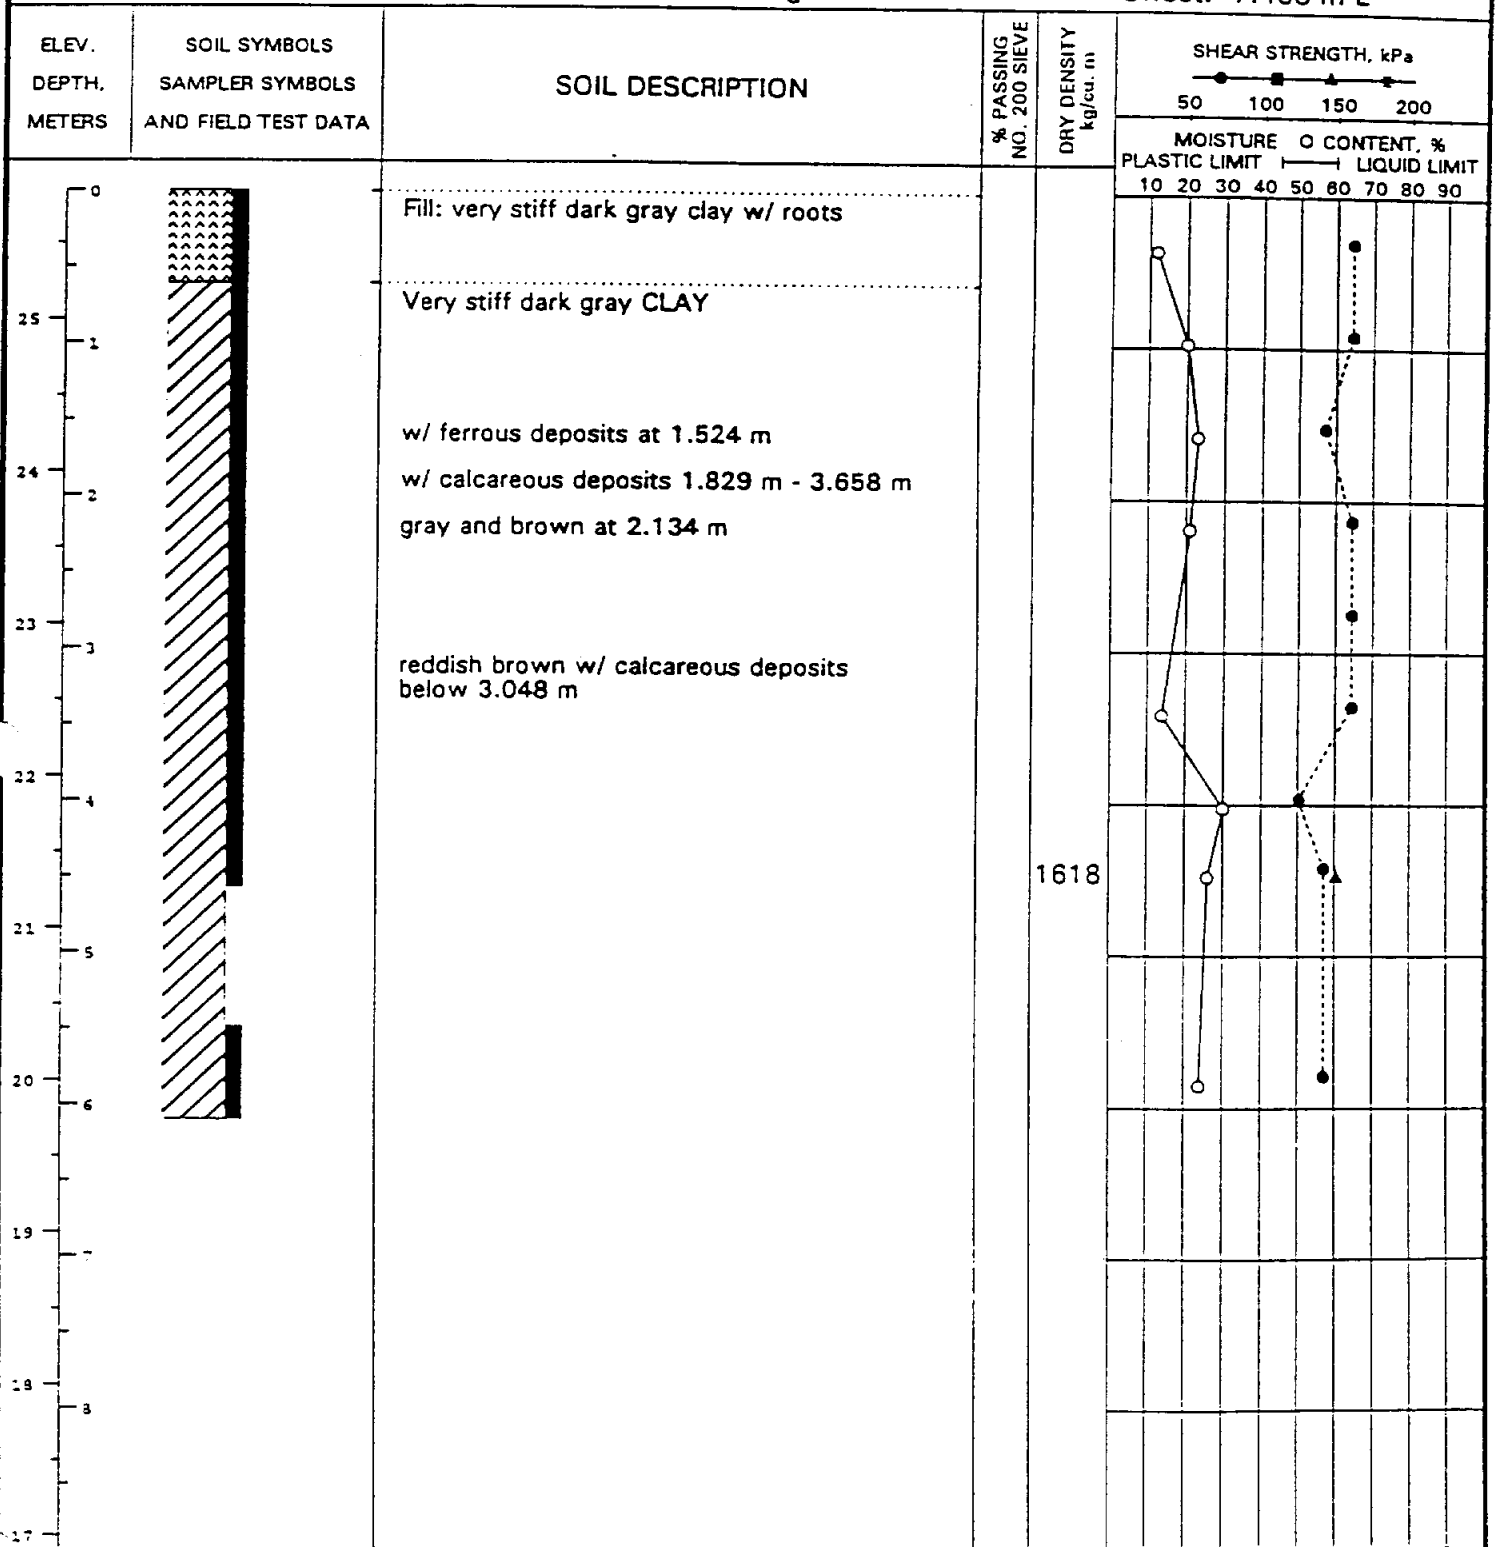 ELEV.
DEPTH,
METERS
SOIL SYMBOLS
SAMPLER SYMBOLS
AND FIELD TEST DATA
SOIL DESCRIPTION
% PASSING
NO. 200 SIEVE
DRY DENSITY
kg/cu. m
SHEAR STRENGTH, kPa
50 100 150 200
MOISTURE O CONTENT, %
PLASTIC LIMIT LIQUID LIMIT
10 20 30 40 50 60 70 80 90
0
Fill: very stiff dark gray clay w/ roots
Very stiff dark gray CLAY
25
1
w/ ferrous deposits at 1.524 m
24
w/ calcareous deposits 1.829 m - 3.658 m
2
gray and brown at 2.134 m
23
3
reddish brown w/ calcareous deposits
below 3.048 m
22
4
1618
21
5
20
6
19
7
18
8
17